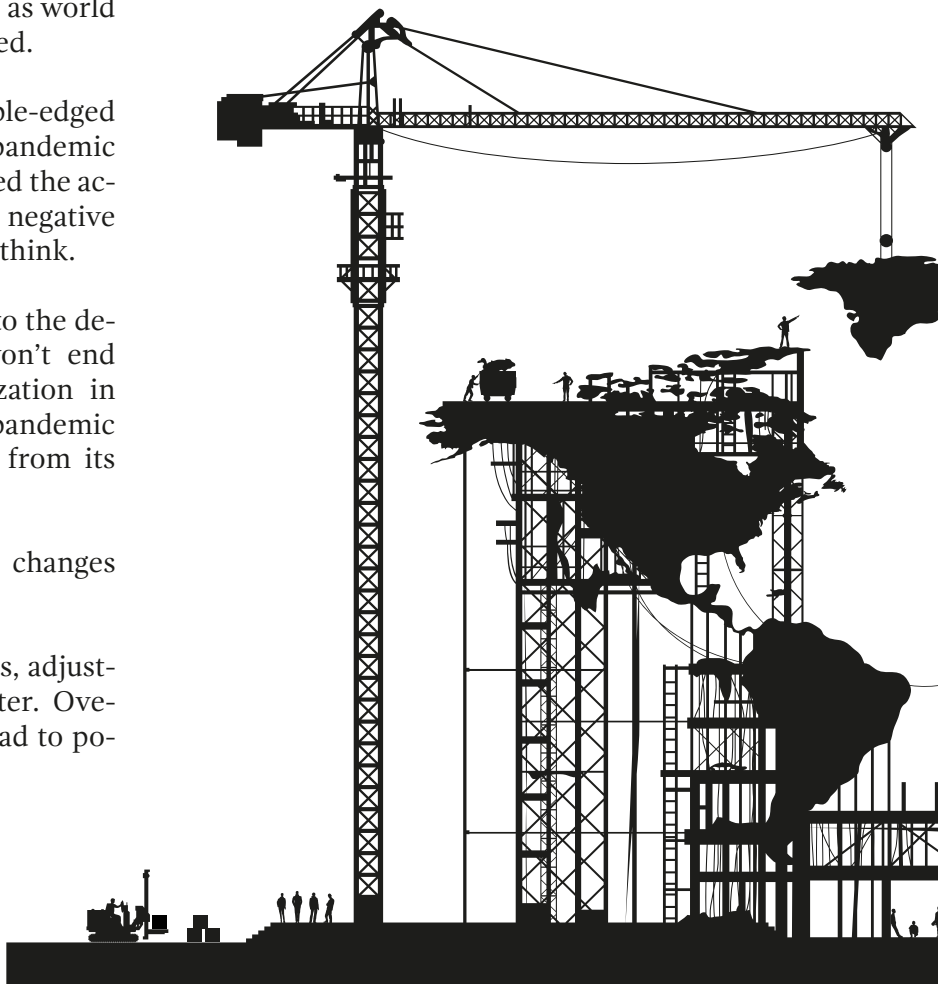 as world
ed.
ble-edged
pandemic
ed the ac-
negative
think.
to the de-
von't end
zation in
pandemic
from its
changes
s, adjust-
ter. Ove-
ad to po-